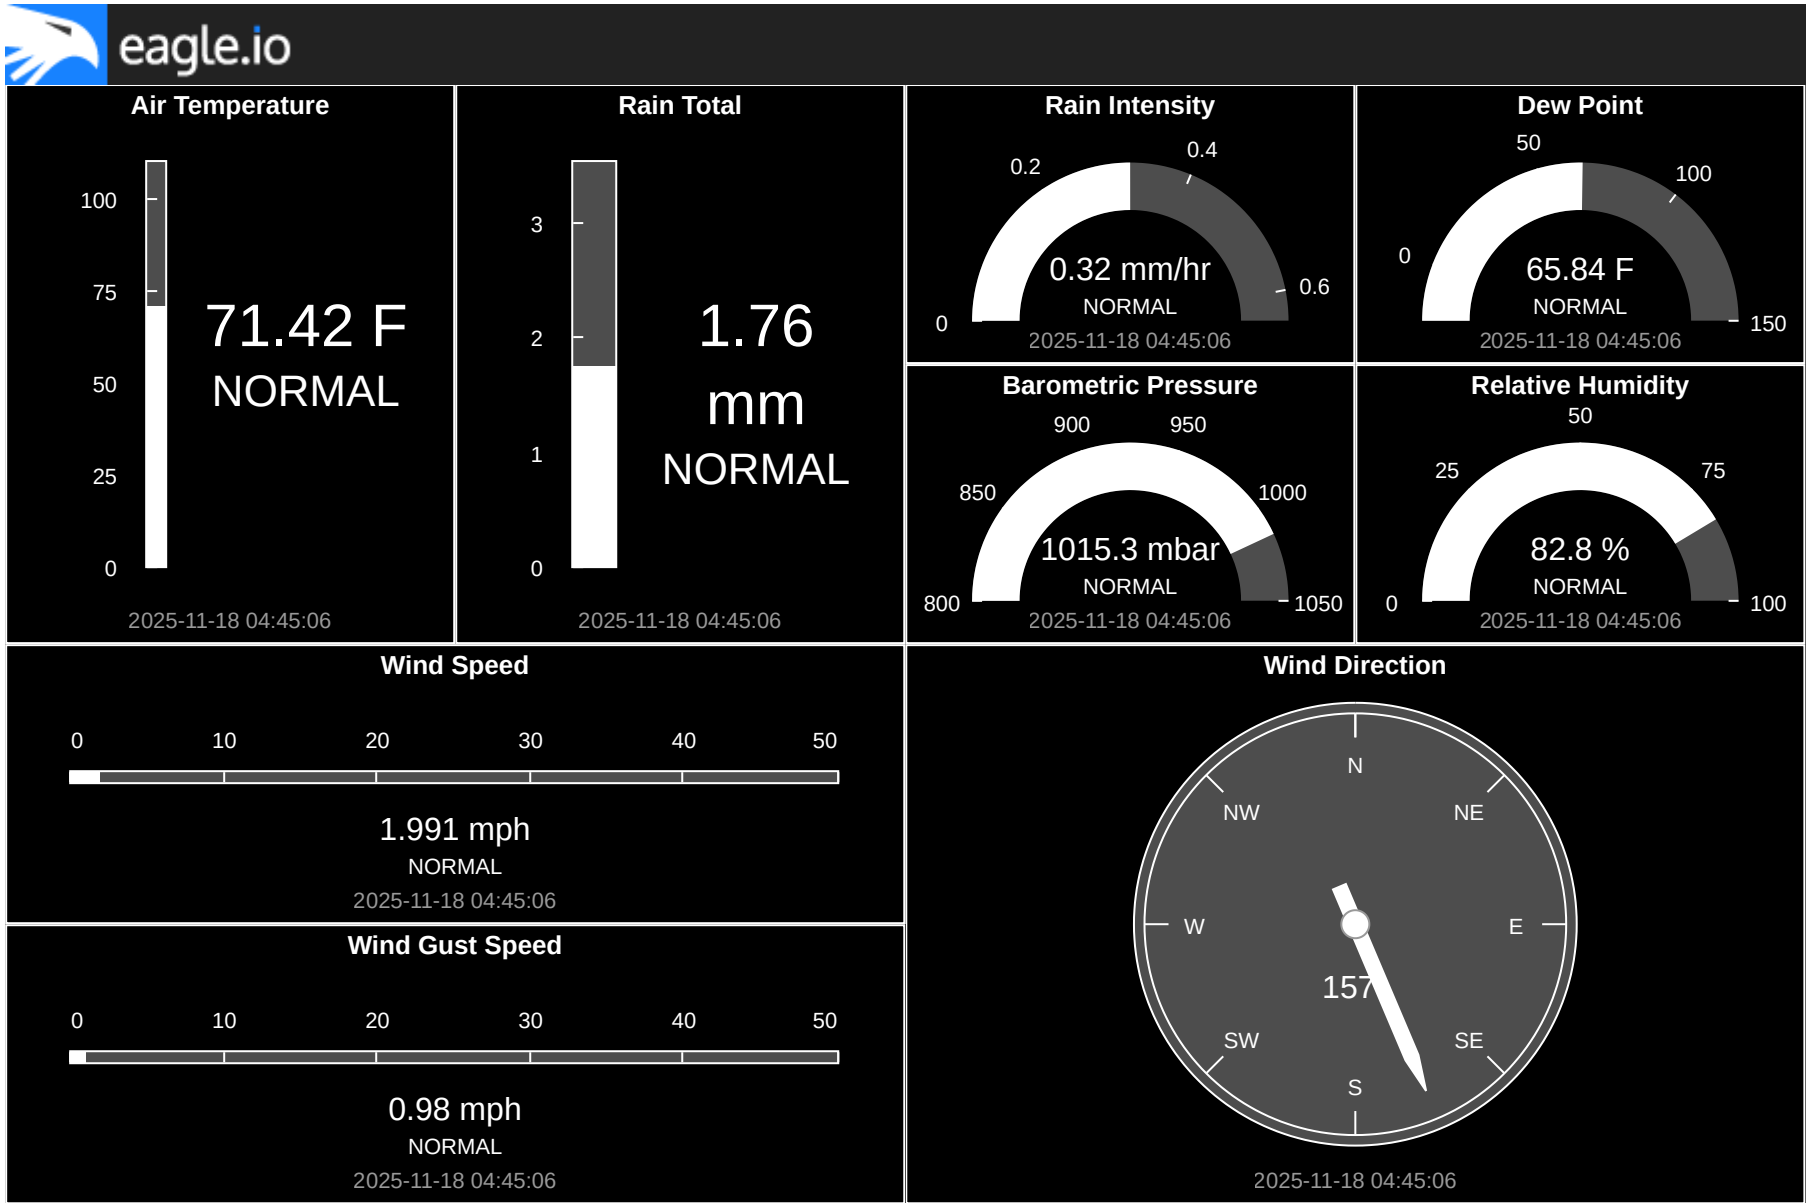 eagle.io
Air Temperature
100
75
50
25
0
71.42 F
NORMAL
2025-11-18 04:45:06
Rain Total
3
2
1
0
1.76
mm
NORMAL
2025-11-18 04:45:06
Rain Intensity
0
0.2
0.4
0.6
0.32 mm/hr
NORMAL
2025-11-18 04:45:06
Dew Point
0
50
100
150
65.84 F
NORMAL
2025-11-18 04:45:06
Barometric Pressure
800
850
900
950
1000
1050
1015.3 mbar
NORMAL
2025-11-18 04:45:06
Relative Humidity
0
25
50
75
100
82.8 %
NORMAL
2025-11-18 04:45:06
Wind Speed
0 10 20 30 40 50
1.991 mph
NORMAL
2025-11-18 04:45:06
Wind Gust Speed
0 10 20 30 40 50
0.98 mph
NORMAL
2025-11-18 04:45:06
Wind Direction
N
NW NE
W E
157
SW SE
S
2025-11-18 04:45:06